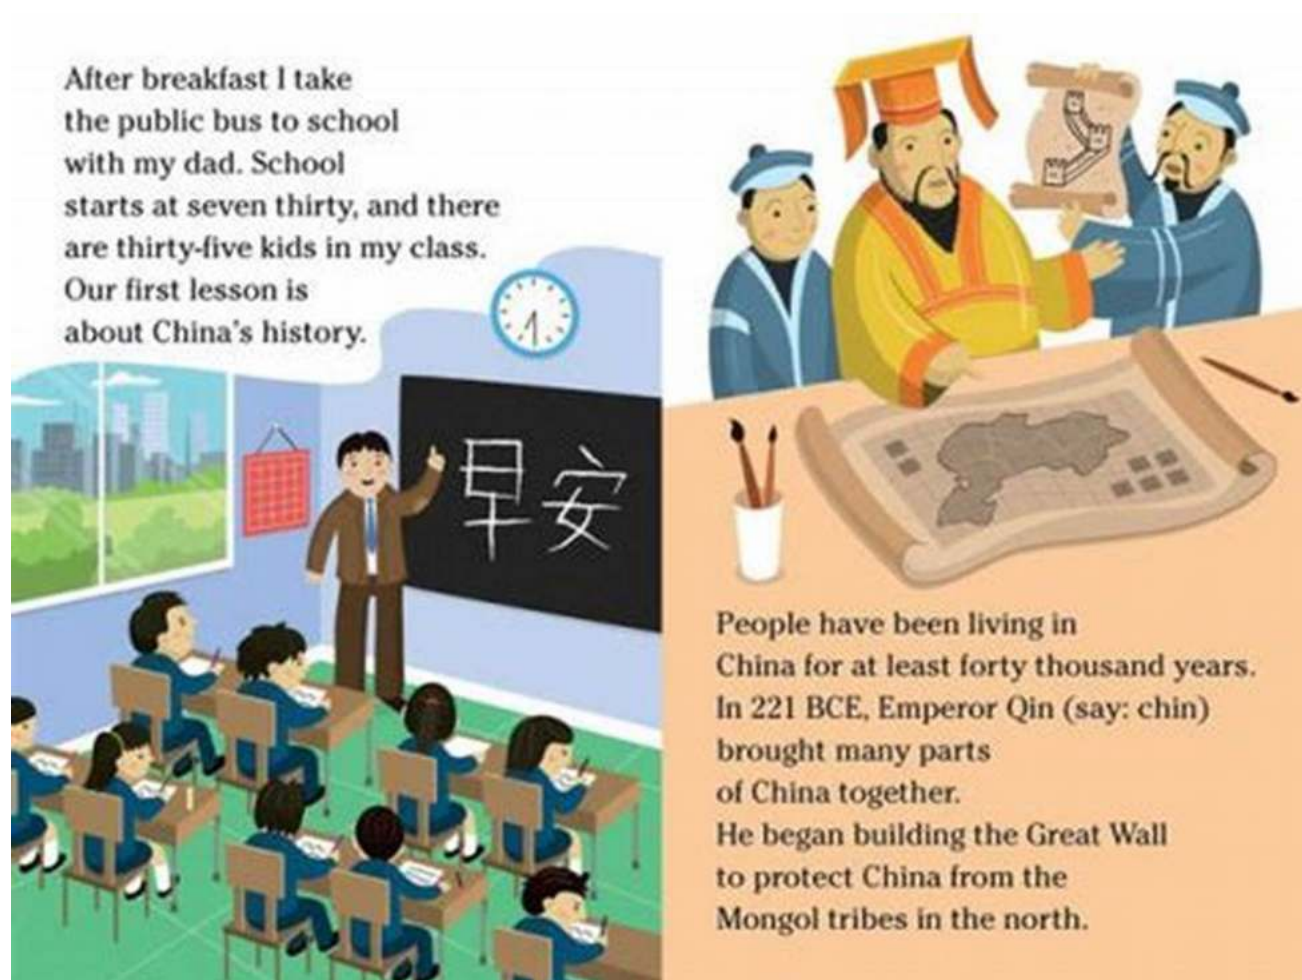 After breakfast I take
the public bus to school
with my dad. School
starts at seven thirty, and there
are thirty-five kids in my class.
Our first lesson is
about China's history.
早安
People have been living in
China for at least forty thousand years.
In 221 BCE, Emperor Qin (say: chin)
brought many parts
of China together.
He began building the Great Wall
to protect China from the
Mongol tribes in the north.